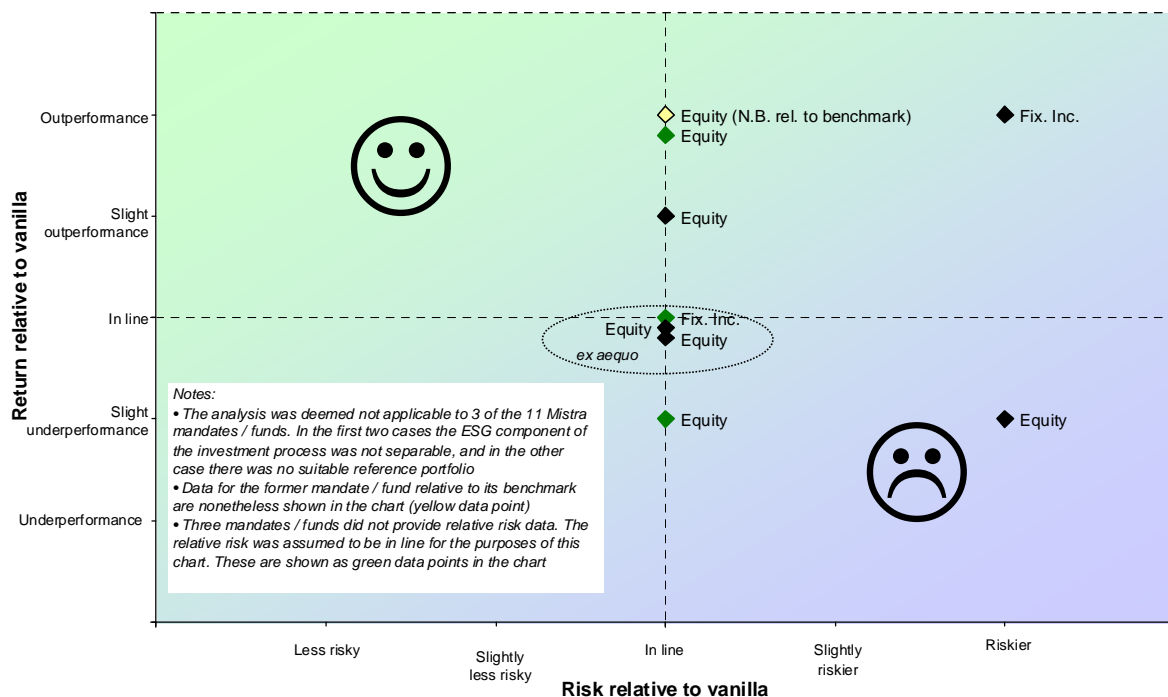 Return relative to vanilla
Outperformance
Slight
outperformance
In line
Slight
underperformance
Underperformance
Equity (N.B. rel. to benchmark)
Fix. Inc.
Equity
Equity
Fix. Inc.
Equity
Equity
ex aequo
Equity
Equity
Notes:
• The analysis was deemed not applicable to 3 of the 11 Mistra
mandates / funds. In the first two cases the ESG component of
the investment process was not separable, and in the other
case there was no suitable reference portfolio
• Data for the former mandate / fund relative to its benchmark
are nonetheless shown in the chart (yellow data point)
• Three mandates / funds did not provide relative risk data. The
relative risk was assumed to be in line for the purposes of this
chart. These are shown as green data points in the chart
Less risky
Slightly
less risky
In line
Slightly
riskier
Riskier
Risk relative to vanilla